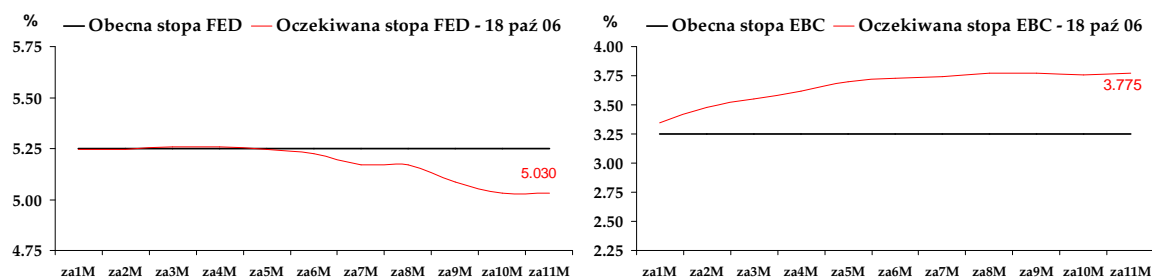 %
Obecna stopa FED
Oczekiwana stopa FED - 18 paź 06
5.75
5.50
5.25
5.00
4.75
5.030
za1M za2M za3M za4M za5M za6M za7M za8M za9M za10M za11M
%
Obecna stopa EBC
Oczekiwana stopa EBC - 18 paź 06
4.00
3.75
3.50
3.25
3.00
2.75
2.50
2.25
3.775
za1M za2M za3M za4M za5M za6M za7M za8M za9M za10M za11M